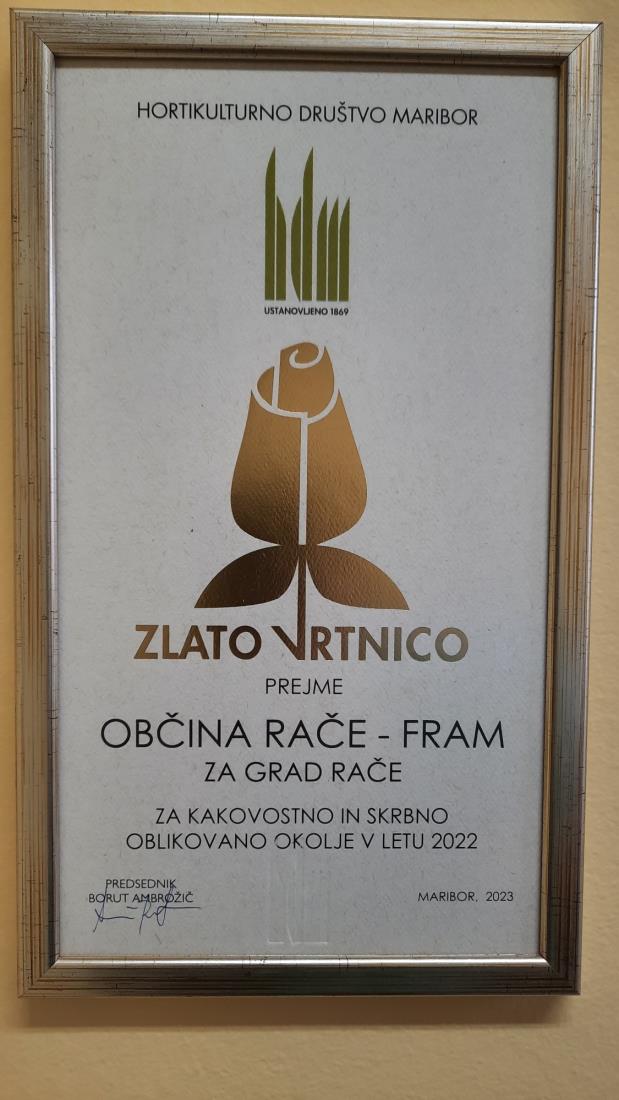 HORTIKULTURNO DRUŠTVO MARIBOR
hdm
USTANOVLJENO 1869
ZLATO VRTNICO
PREJME
OBČINA RAČE - FRAM
ZA GRAD RAČE
ZA KAKOVOSTNO IN SKRBNO
OBLIKOVANO OKOLJE V LETU 2022
PREDSEDNIK
BORUT AMBROŽIČ
MARIBOR, 2023